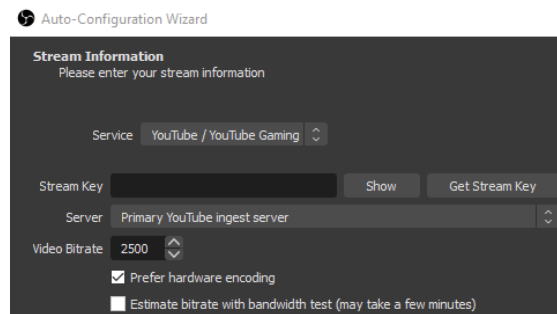 Auto-Configuration Wizard
Stream Information
Please enter your stream information
Service YouTube / YouTube Gaming
Stream Key Show Get Stream Key
Server Primary YouTube ingest server
Video Bitrate 2500
Prefer hardware encoding
Estimate bitrate with bandwidth test (may take a few minutes)